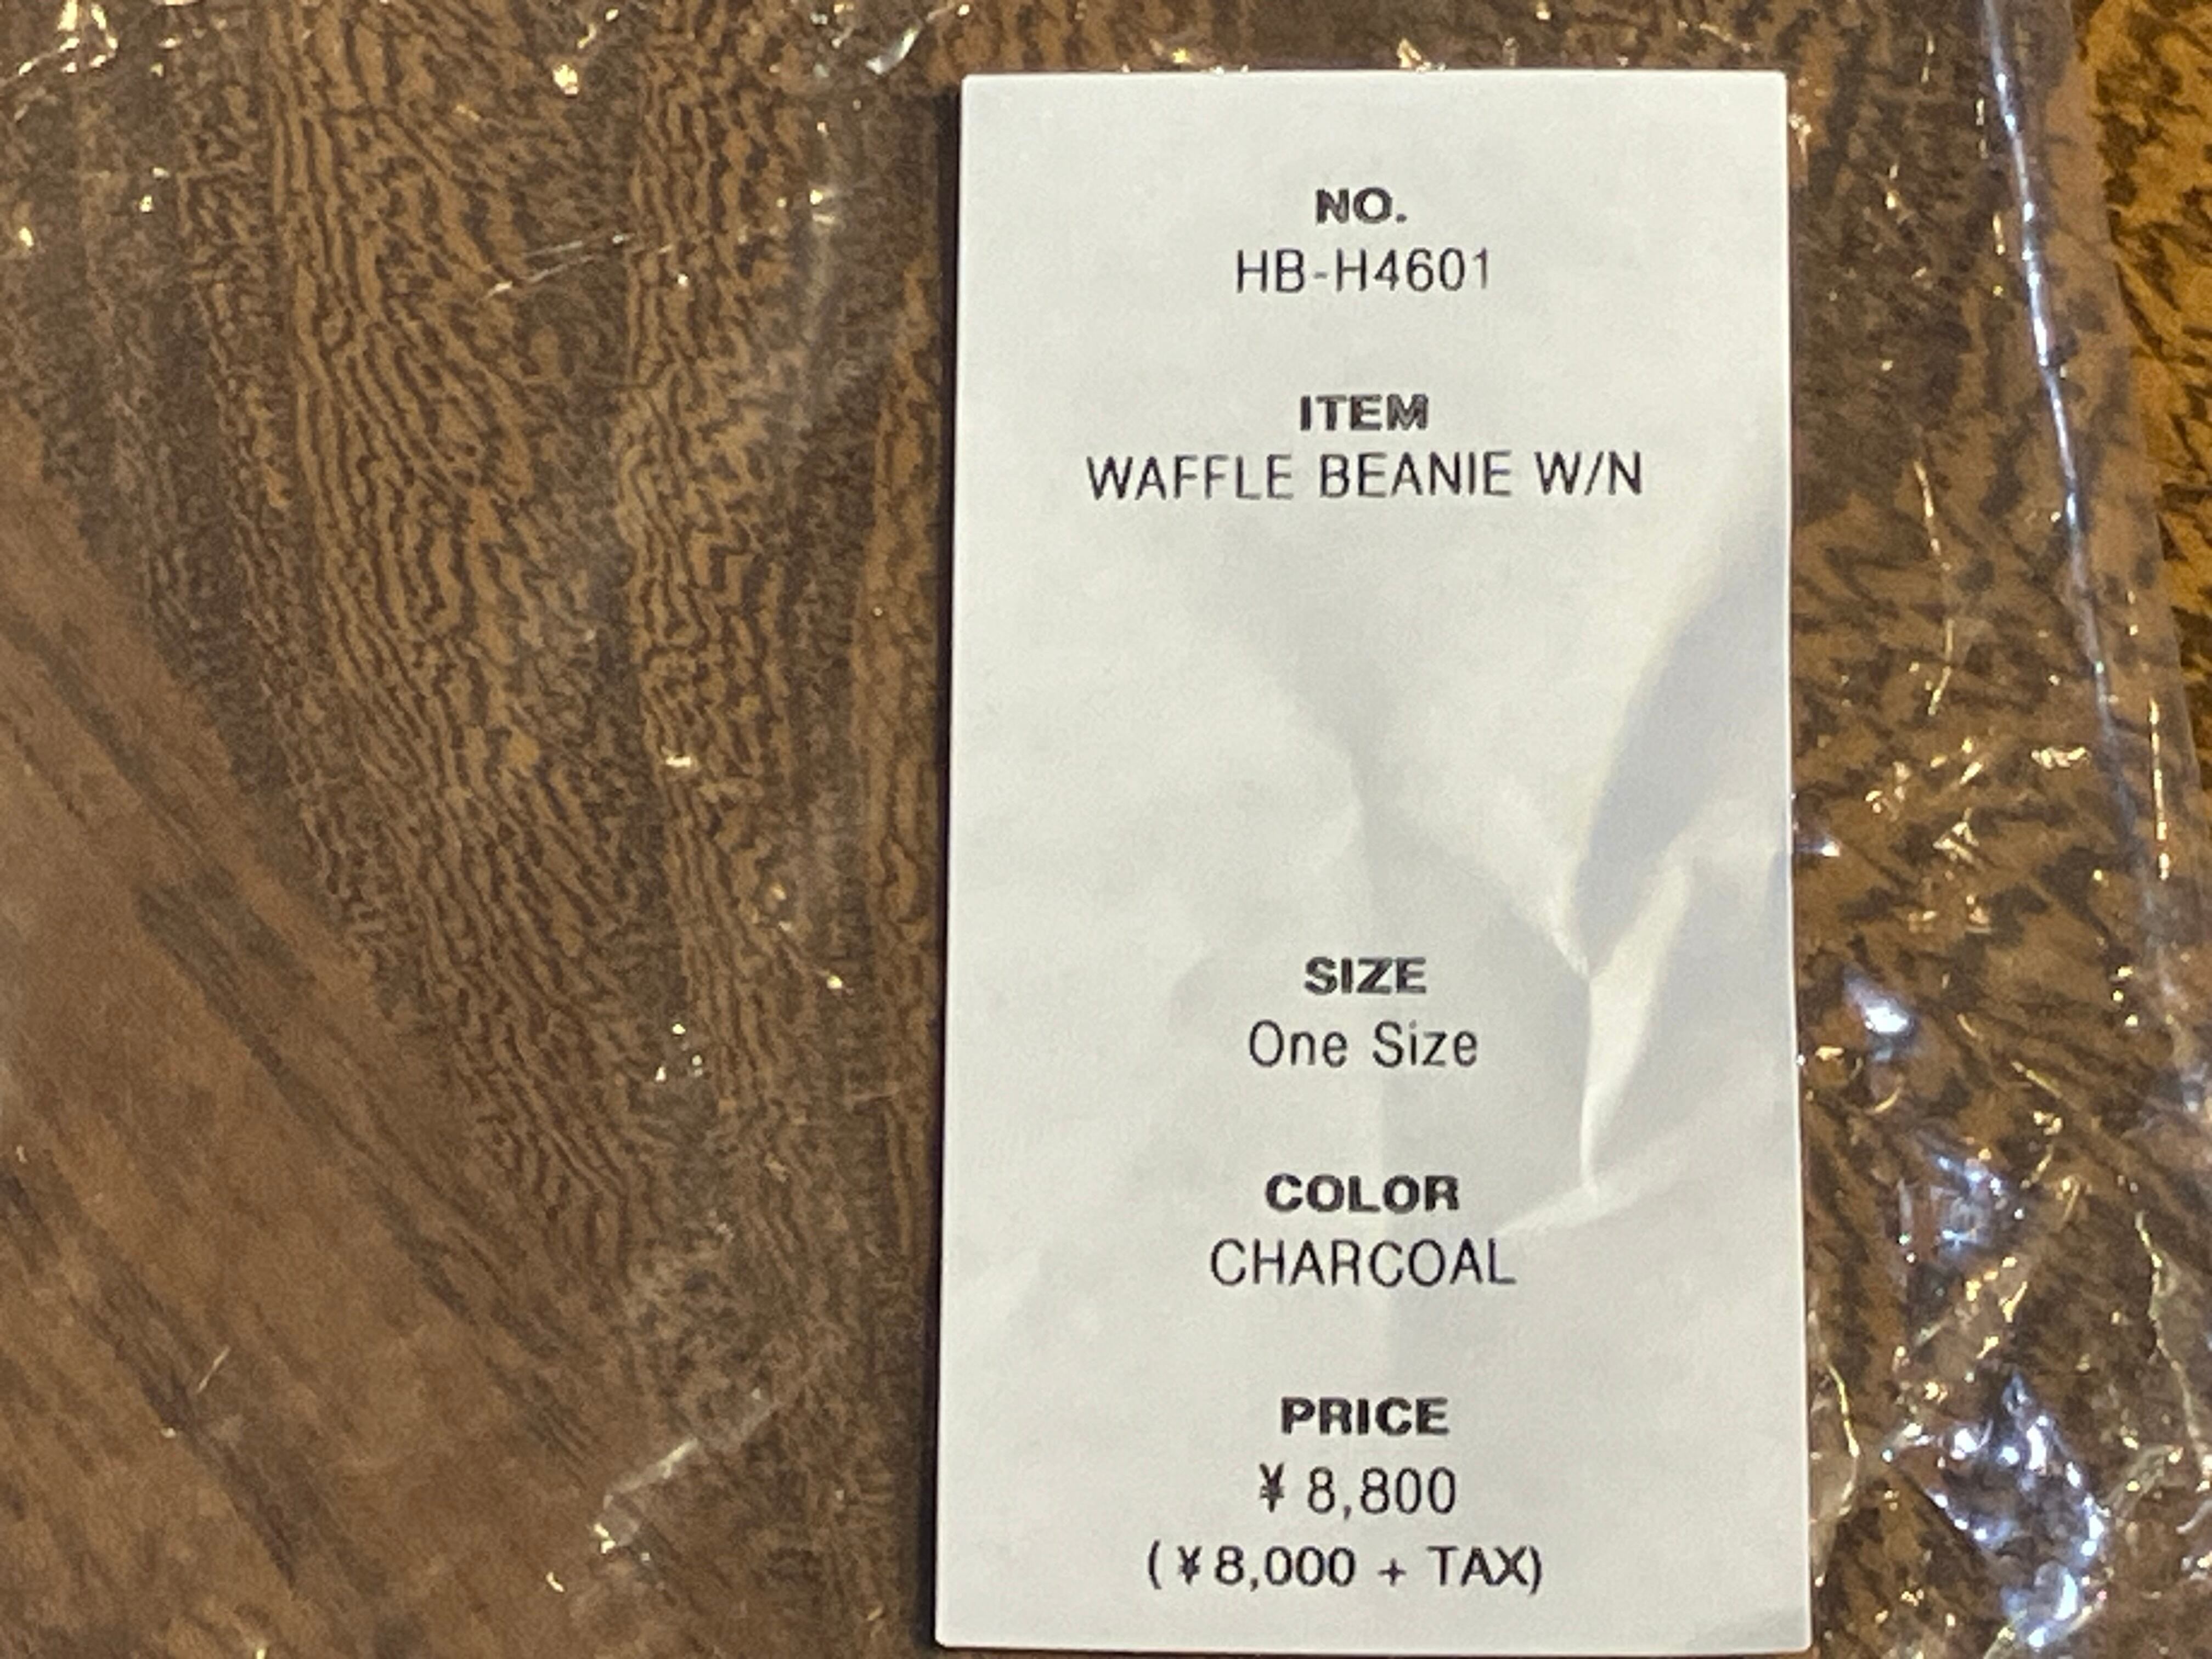 NO.
HB-H4601
ITEM
WAFFLE BEANIE W/N
SIZE
One Size
COLOR
CHARCOAL
PRICE
¥ 8,800
(¥8,000 + TAX)